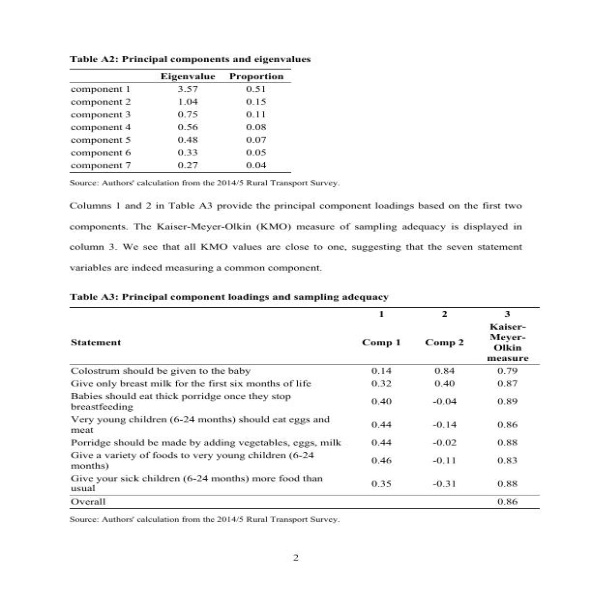 Table A2: Principal components and eigenvalues
Eigenvalue Proportion
component 1 3.57 0.51
component 2 1.04 0.15
component 3 0.75 0.11
component 4 0.56 0.08
component 5 0.48 0.07
component 6 0.33 0.05
component 7 0.27 0.04
Source: Authors' calculation from the 2014/5 Rural Transport Survey.
Columns 1 and 2 in Table A3 provide the principal component loadings based on the first two
components. The Kaiser-Meyer-Olkin (KMO) measure of sampling adequacy is displayed in
column 3. We see that all KMO values are close to one, suggesting that the seven statement
variables are indeed measuring a common component.
Table A3: Principal component loadings and sampling adequacy
1 2 3
Statement Comp 1 Comp 2 Kaiser-
Meyer-
Olkin
measure
Colostrum should be given to the baby 0.14 0.84 0.79
Give only breast milk for the first six months of life 0.32 0.40 0.87
Babies should eat thick porridge once they stop
breastfeeding 0.40 -0.04 0.89
Very young children (6-24 months) should eat eggs and
meat 0.44 -0.14 0.86
Porridge should be made by adding vegetables, eggs, milk 0.44 -0.02 0.88
Give a variety of foods to very young children (6-24
months) 0.46 -0.11 0.83
Give your sick children (6-24 months) more food than
usual 0.35 -0.31 0.88
Overall 0.86
Source: Authors' calculation from the 2014/5 Rural Transport Survey.
2